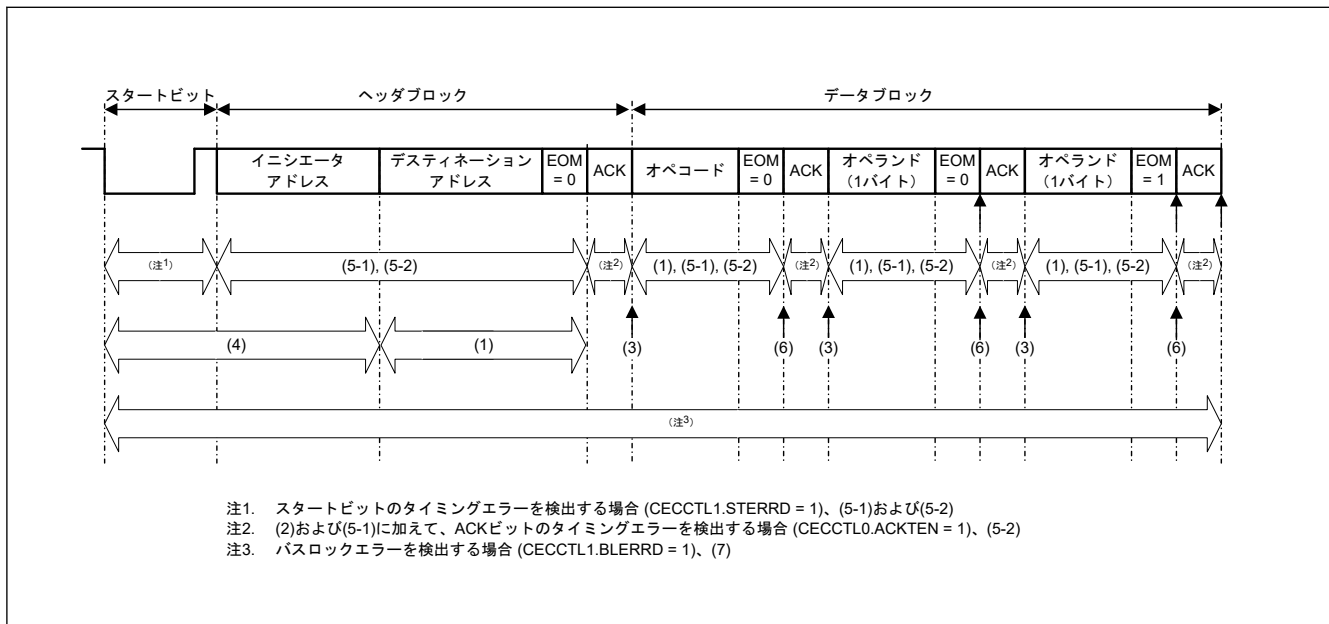 スタートビット ヘッダブロック データブロック
イニシエータ
アドレス
デスティネーション
アドレス
EOM
= 0
ACK
オペコード
EOM
= 0
ACK
オペランド
(1バイト)
EOM
= 0
ACK
オペランド
(1バイト)
EOM
= 1
ACK
(注1) (5-1), (5-2) (注2) (1), (5-1), (5-2) (注2) (1), (5-1), (5-2) (注2) (1), (5-1), (5-2) (注2)
(4) (1) (3) (6) (3) (6) (3) (6)
(注3)
注1. スタートビットのタイミングエラーを検出する場合 (CECCTL1.STERRD = 1)、(5-1)および(5-2)
注2. (2)および(5-1)に加えて、ACKビットのタイミングエラーを検出する場合 (CECCTL0.ACKTEN = 1)、(5-2)
注3. バスロックエラーを検出する場合 (CECCTL1.BLERRD = 1)、(7)